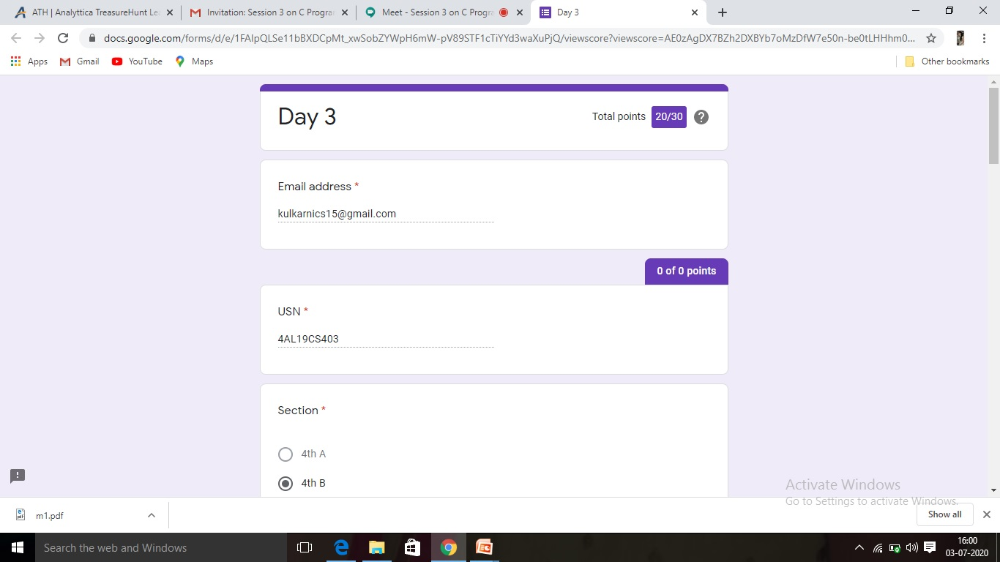 ATH | Analyttica TreasureHunt Le
Invitation: Session 3 on C Progra
Meet - Session 3 on C Progra
Day 3
docs.google.com/forms/d/e/1FAIpQLSe11bBXDCpMt_xwSobZYWpH6mW-pV89STF1cTiYYd3waXuPjQ/viewscore?viewscore=AE0zAgDX7BZh2DXBYb7oMzDfW7e50n-be0tLHHhm0...
Apps
Gmail
YouTube
Maps
Other bookmarks
Day 3
Total points 20/30
Email address *
kulkarnics15@gmail.com
0 of 0 points
USN *
4AL19CS403
Section *
4th A
4th B
Activate Windows
Go to Settings to activate Windows.
m1.pdf
Show all
Search the web and Windows
16:00
03-07-2020